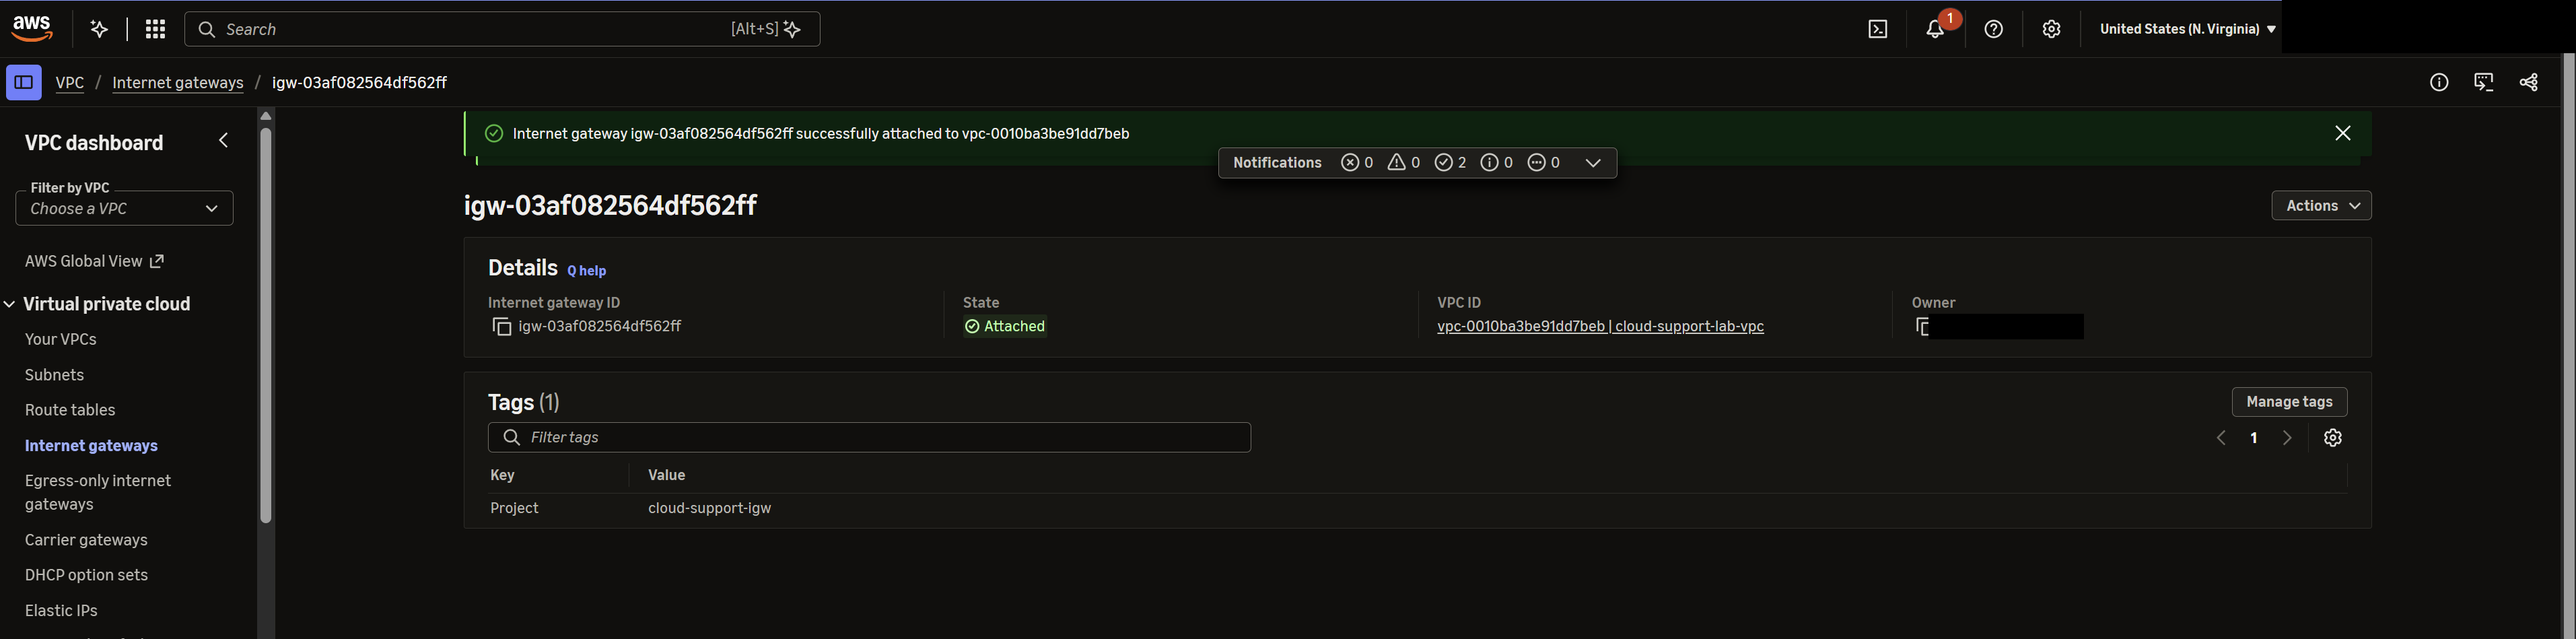 aws
Search [Alt+S]
1
United States (N. Virginia)
VPC / Internet gateways / igw-03af082564df562ff
VPC dashboard
Filter by VPC
Choose a VPC
AWS Global View
Virtual private cloud
Your VPCs
Subnets
Route tables
Internet gateways
Egress-only internet
gateways
Carrier gateways
DHCP option sets
Elastic IPs
Internet gateway igw-03af082564df562ff successfully attached to vpc-0010ba3be91dd7beb
Notifications 0 0 2 0 0
igw-03af082564df562ff
Actions
Details Q help
Internet gateway ID
igw-03af082564df562ff
State
Attached
VPC ID
vpc-0010ba3be91dd7beb | cloud-support-lab-vpc
Owner
Tags (1)
Manage tags
Filter tags
1
Key Value
Project cloud-support-igw